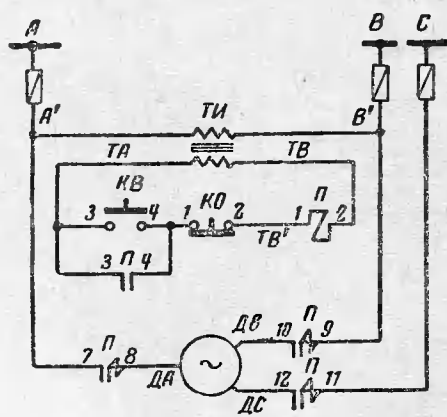 А В С
А' В'
ТИ
ТА ТВ
КВ
3 4 1 КО 2 1 П 2
ТВ'
3 П 4
П ДВ 10 П 9
7 8 П
ДА 12 11
ДС
~